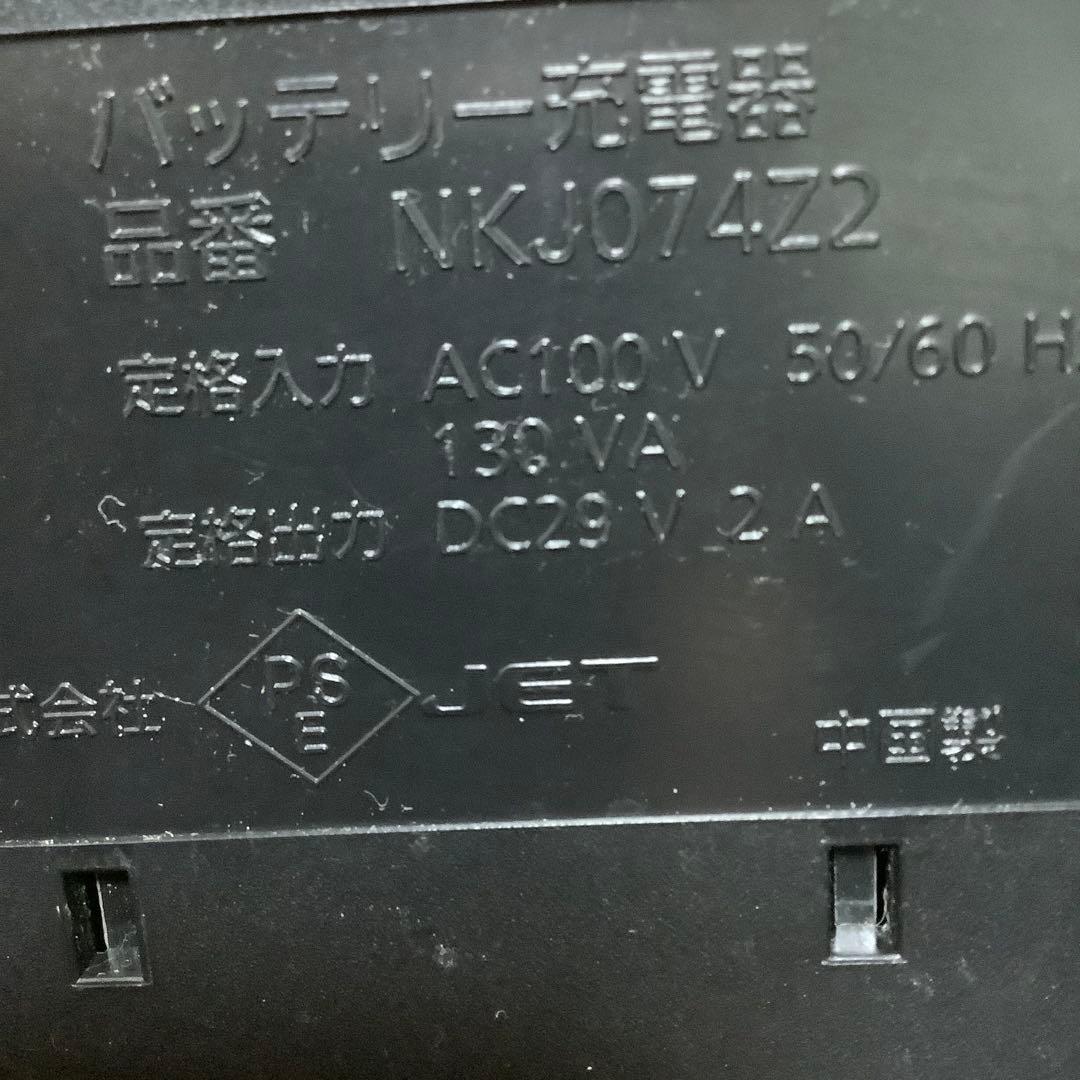 バッテリー充電器
品番 NKJ074Z2
定格入力 AC100 V 50/60 H
130 VA
定格出力 DC29 V 2 A
式会社 PS E JET 中国製